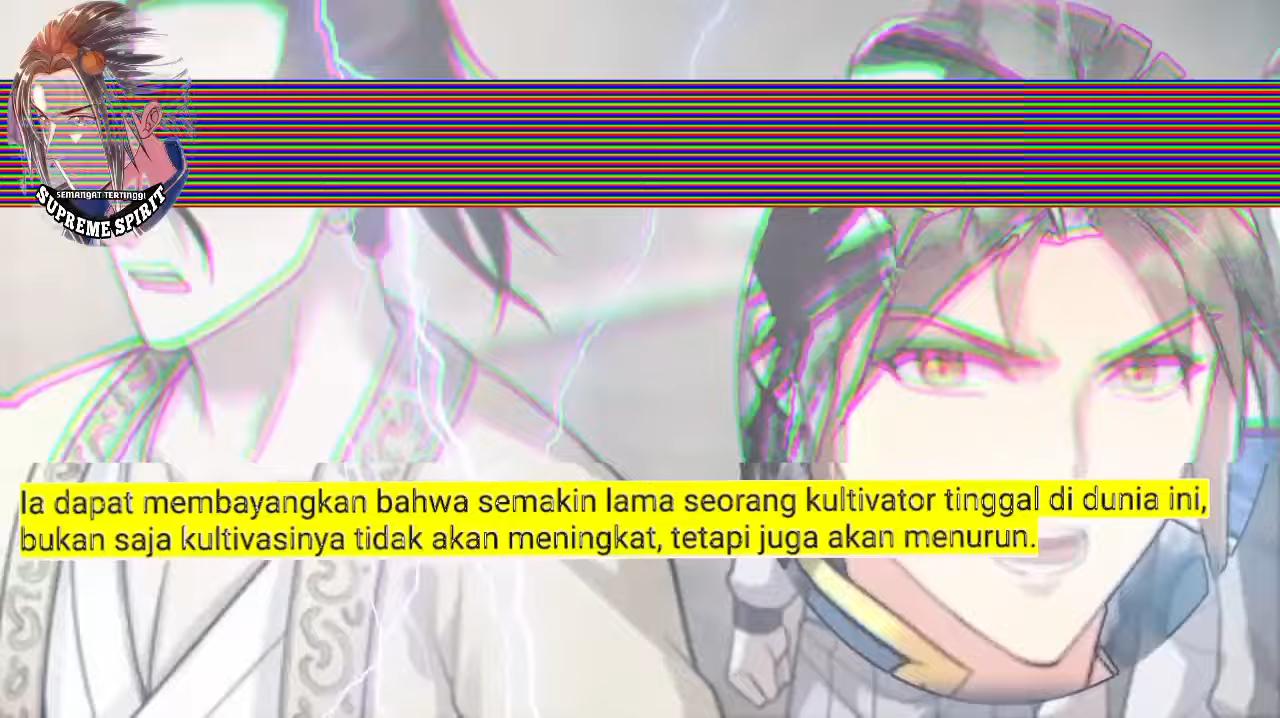 SEMANGAT TERTINGGI
SUPREME SPIRIT
Ia dapat membayangkan bahwa semakin lama seorang kultivator tinggal di dunia ini,
bukan saja kultivasinya tidak akan meningkat, tetapi juga akan menurun.